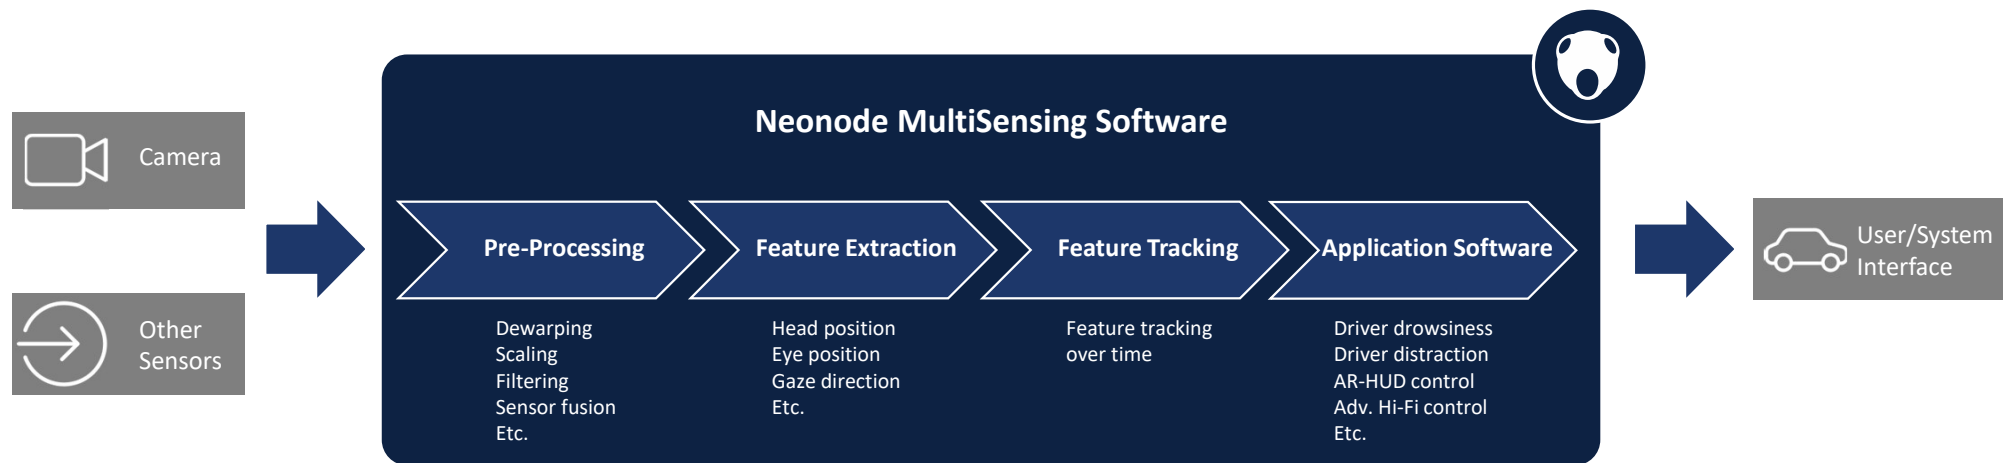 Neonode MultiSensing Software
Camera
Other
Sensors
Pre-Processing
Dewarping
Scaling
Filtering
Sensor fusion
Etc.
Feature Extraction
Head position
Eye position
Gaze direction
Etc.
Feature Tracking
Feature tracking
over time
Application Software
Driver drowsiness
Driver distraction
AR-HUD control
Adv. Hi-Fi control
Etc.
User/System
Interface